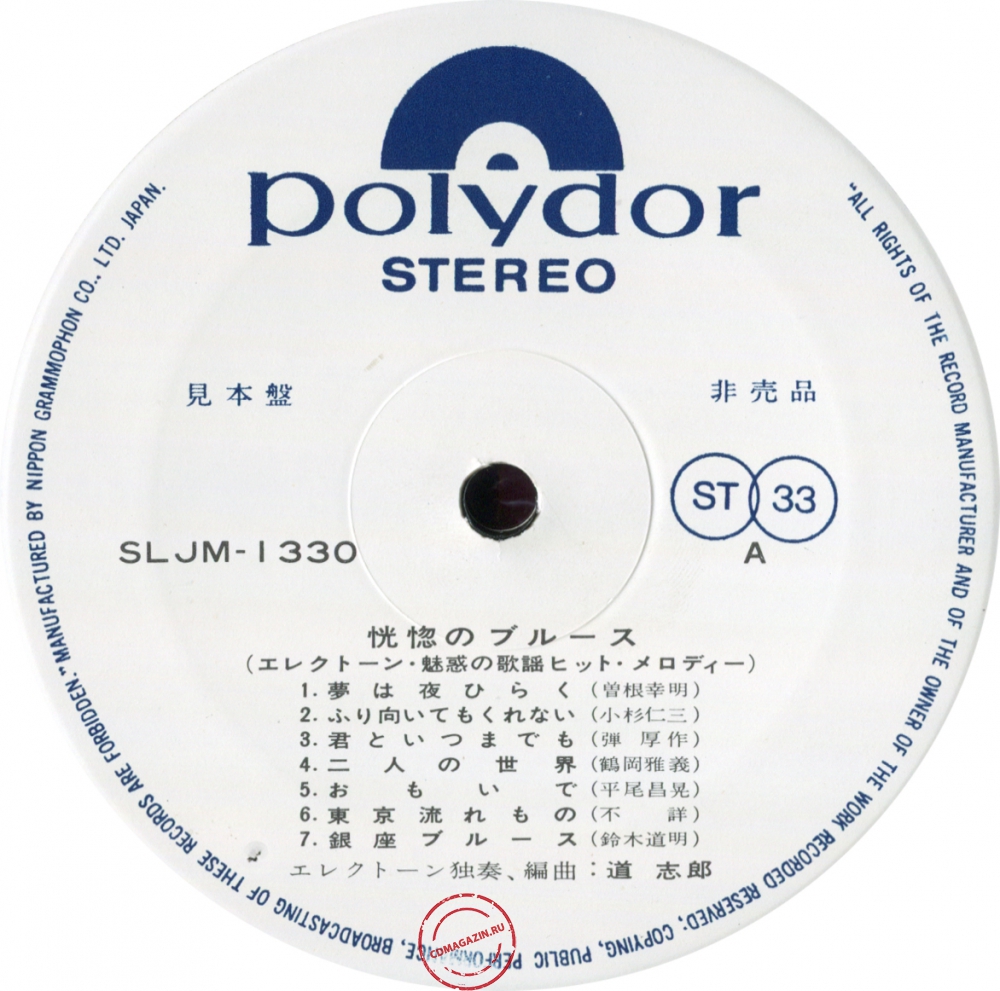 polydor
STEREO
見本盤
非売品
ST 33
SLJM-1330
A
恍惚のブルース
(エレクトーン・魅惑の歌謡ヒット・メロディー)
1. 夢は夜ひらく (曽根幸明)
2. ふり向いてもくれない (小杉仁三)
3. 君といつまでも (弾厚作)
4. 二人の世界 (鶴岡雅義)
5. おもいで (平尾昌晃)
6. 東京流れもの (不詳)
7. 銀座ブルース (鈴木道明)
エレクトーン独奏、編曲:道 志郎
"ALL RIGHTS OF THE RECORD MANUFACTURER AND OF THE OWNER OF THE WORK RECORDED RESERVED; COPYING, PUBLIC PERFORMANCE, BROADCASTING OF THESE RECORDS ARE FORBIDDEN." MANUFACTURED BY NIPPON GRAMMOPHON CO., LTD. JAPAN.
CDMAGAZIN.RU